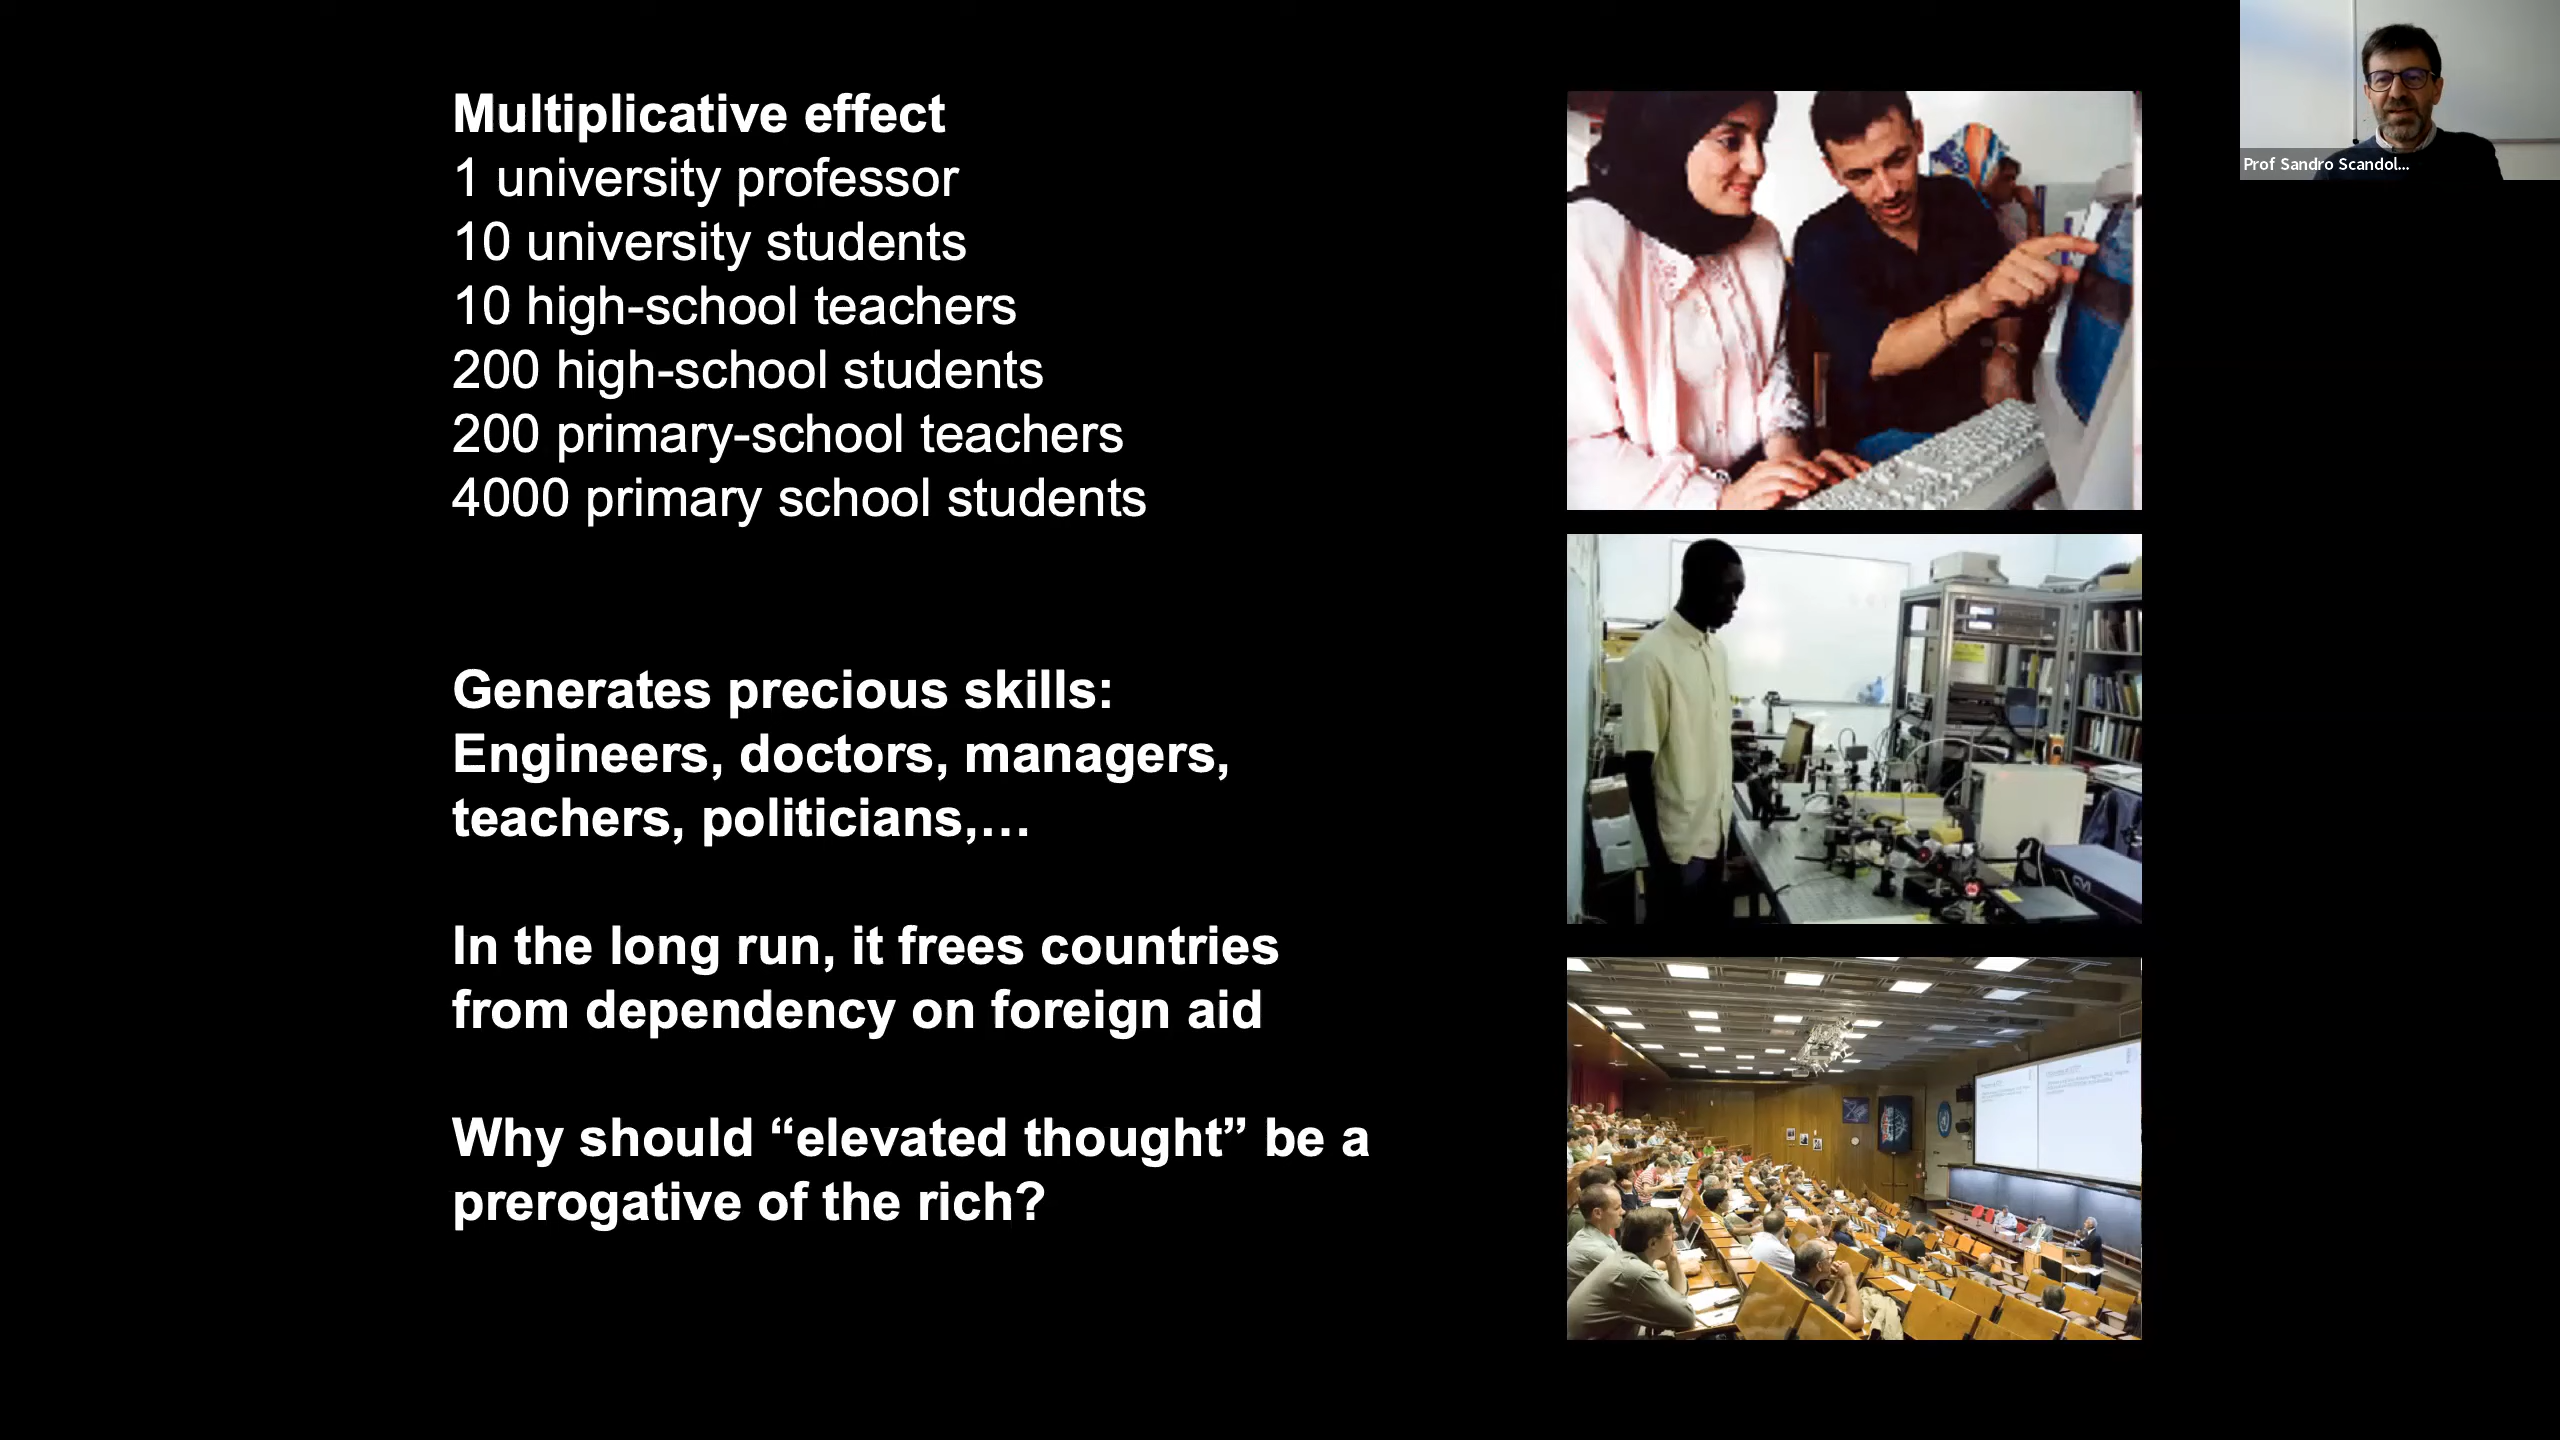 Multiplicative effect
1 university professor
10 university students
10 high-school teachers
200 high-school students
200 primary-school teachers
4000 primary school students
Generates precious skills:
Engineers, doctors, managers,
teachers, politicians,…
In the long run, it frees countries
from dependency on foreign aid
Why should “elevated thought” be a
prerogative of the rich?
Prof Sandro Scandol...